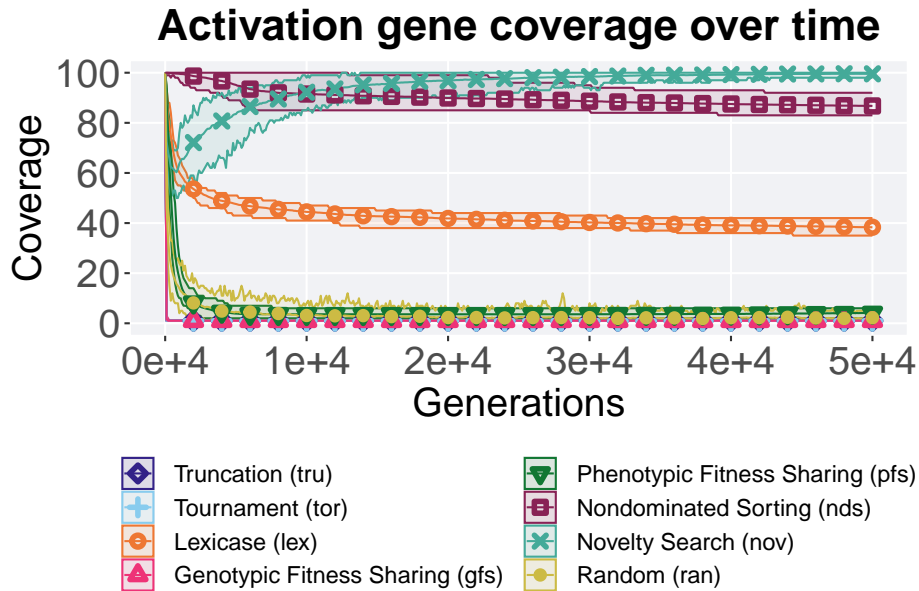 Activation gene coverage over time
Coverage
100
80
60
40
20
0
0e+4 1e+4 2e+4 3e+4 4e+4 5e+4
Generations
Truncation (tru)
Tournament (tor)
Lexicase (lex)
Genotypic Fitness Sharing (gfs)
Phenotypic Fitness Sharing (pfs)
Nondominated Sorting (nds)
Novelty Search (nov)
Random (ran)